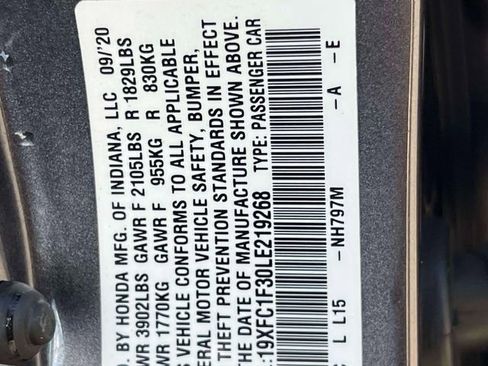 D. BY HONDA MFG. OF INDIANA, LLC 09/'20
WR 3902LBS GAWR F 2105LBS R 1829LBS
WR 1770KG GAWR F 955KG R 830KG
S VEHICLE CONFORMS TO ALL APPLICABLE
ERAL MOTOR VEHICLE SAFETY, BUMPER,
THEFT PREVENTION STANDARDS IN EFFECT
THE DATE OF MANUFACTURE SHOWN ABOVE.
:19XFC1F30LE219268 TYPE: PASSENGER CAR
L L15 -NH797M -A -E